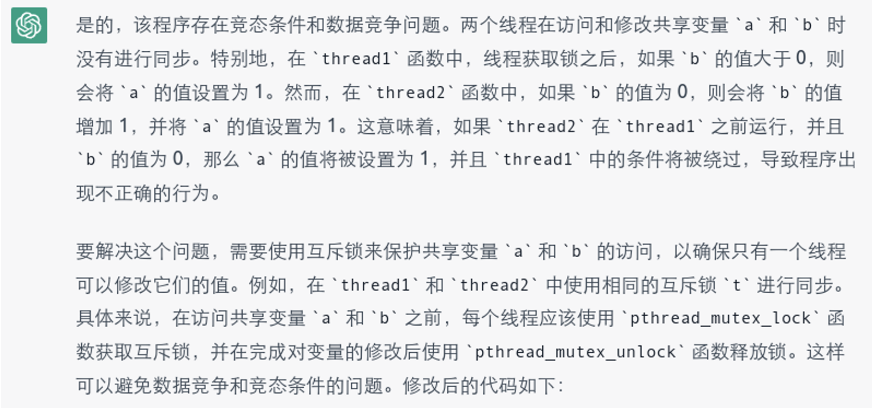 是的，该程序存在竞态条件和数据竞争问题。两个线程在访问和修改共享变量 `a` 和 `b` 时
没有进行同步。特别地，在 `thread1` 函数中，线程获取锁之后，如果 `b` 的值大于 0，则
会将 `a` 的值设置为 1。然而，在 `thread2` 函数中，如果 `b` 的值为 0，则会将 `b` 的值
增加 1，并将 `a` 的值设置为 1。这意味着，如果 `thread2` 在 `thread1` 之前运行，并且
`b` 的值为 0，那么 `a` 的值将被设置为 1，并且 `thread1` 中的条件将被绕过，导致程序出
现不正确的行为。
要解决这个问题，需要使用互斥锁来保护共享变量 `a` 和 `b` 的访问，以确保只有一个线程
可以修改它们的值。例如，在 `thread1` 和 `thread2` 中使用相同的互斥锁 `t` 进行同步。
具体来说，在访问共享变量 `a` 和 `b` 之前，每个线程应该使用 `pthread_mutex_lock` 函
数获取互斥锁，并在完成对变量的修改后使用 `pthread_mutex_unlock` 函数释放锁。这样
可以避免数据竞争和竞态条件的问题。修改后的代码如下：